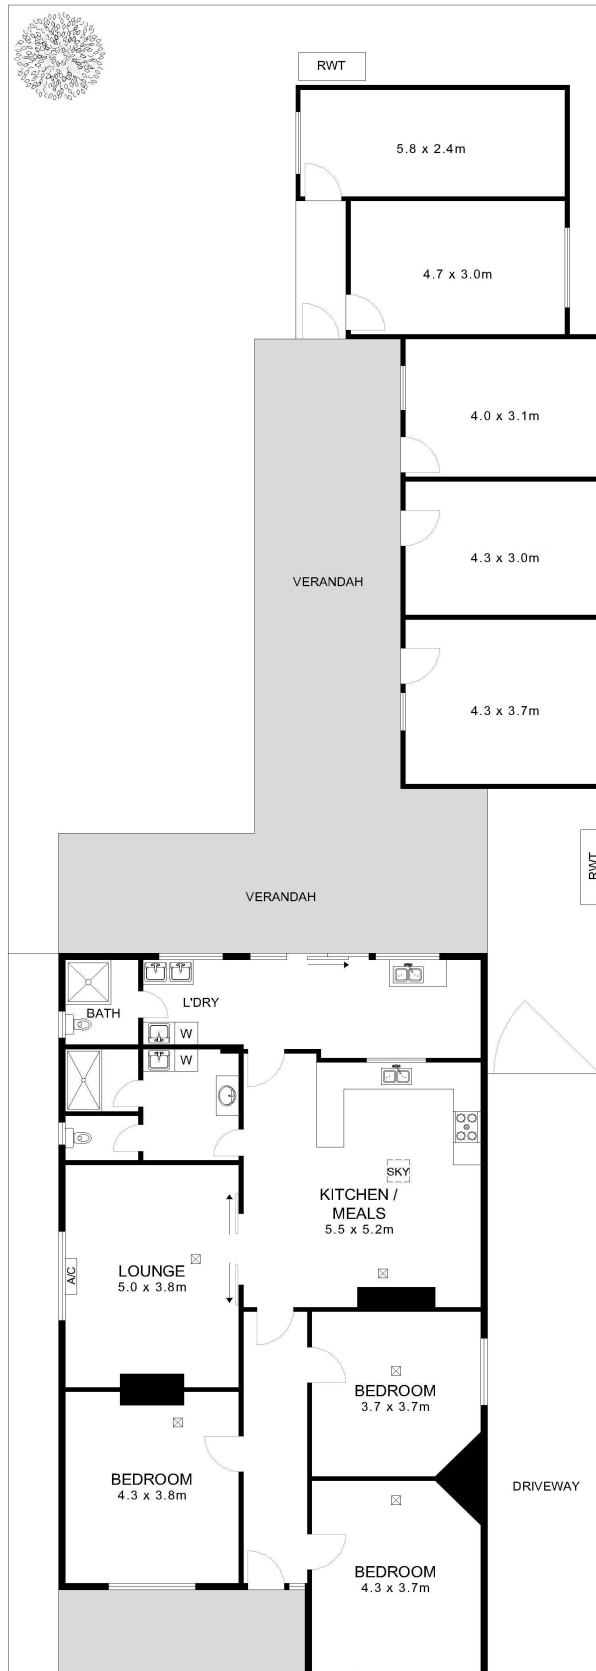 RWT
5.8 x 2.4m
4.7 x 3.0m
4.0 x 3.1m
4.3 x 3.0m
VERANDAH
4.3 x 3.7m
RWT
VERANDAH
BATH
L'DRY
W
W
SKY
KITCHEN /
MEALS
5.5 x 5.2m
A/C
LOUNGE
5.0 x 3.8m
BEDROOM
3.7 x 3.7m
BEDROOM
4.3 x 3.8m
DRIVEWAY
BEDROOM
4.3 x 3.7m